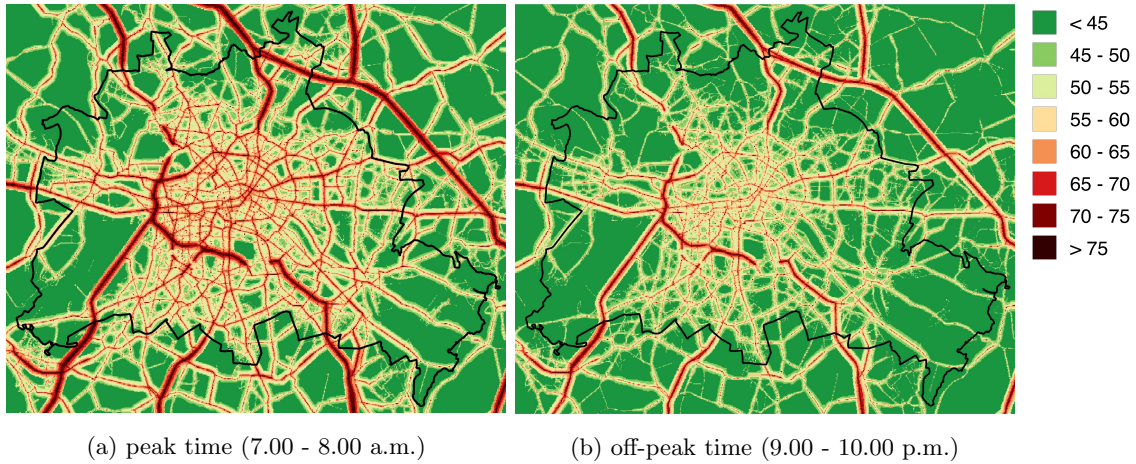 < 45
45 - 50
50 - 55
55 - 60
60 - 65
65 - 70
70 - 75
> 75
(a) peak time (7.00 - 8.00 a.m.)
(b) off-peak time (9.00 - 10.00 p.m.)